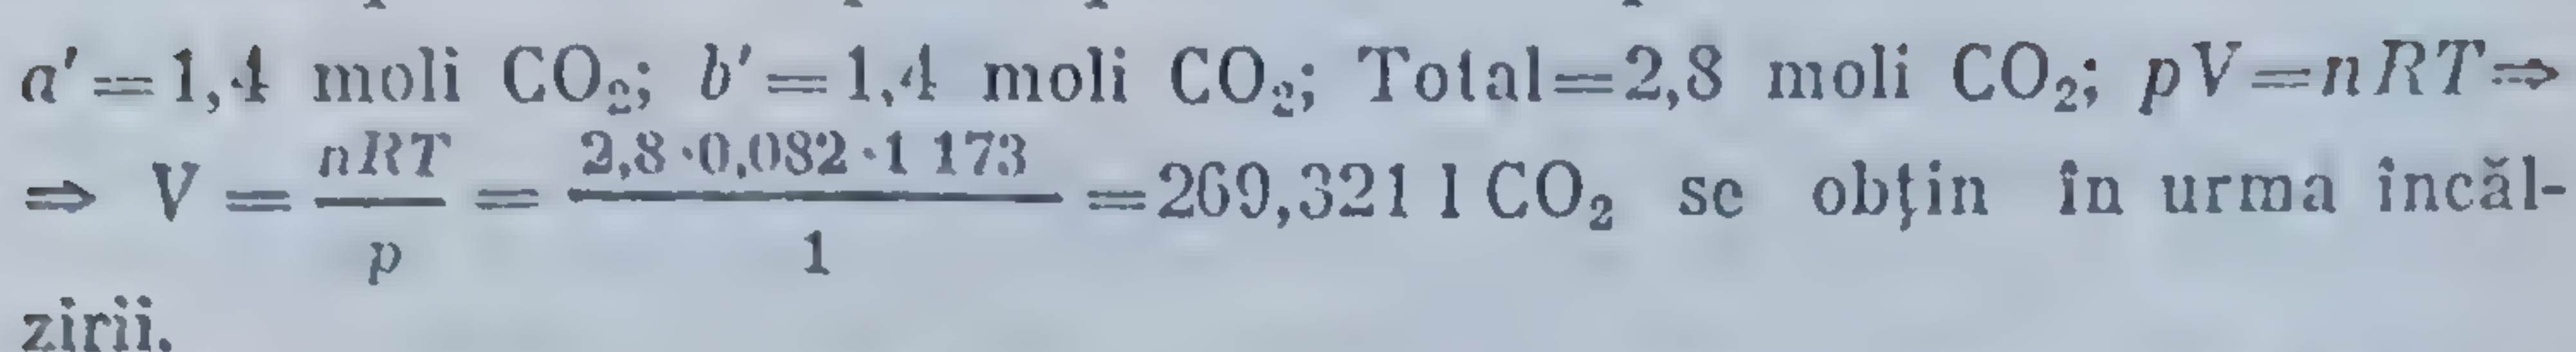 a′=1,4 moli CO₂; b′=1,4 moli CO₂; Total=2,8 moli CO₂; pV=nRT⇒
⇒ V = nRT/p = 2,8·0,082·1 173/1 =269,321 l CO₂ se obțin în urma încăl-
zirii.